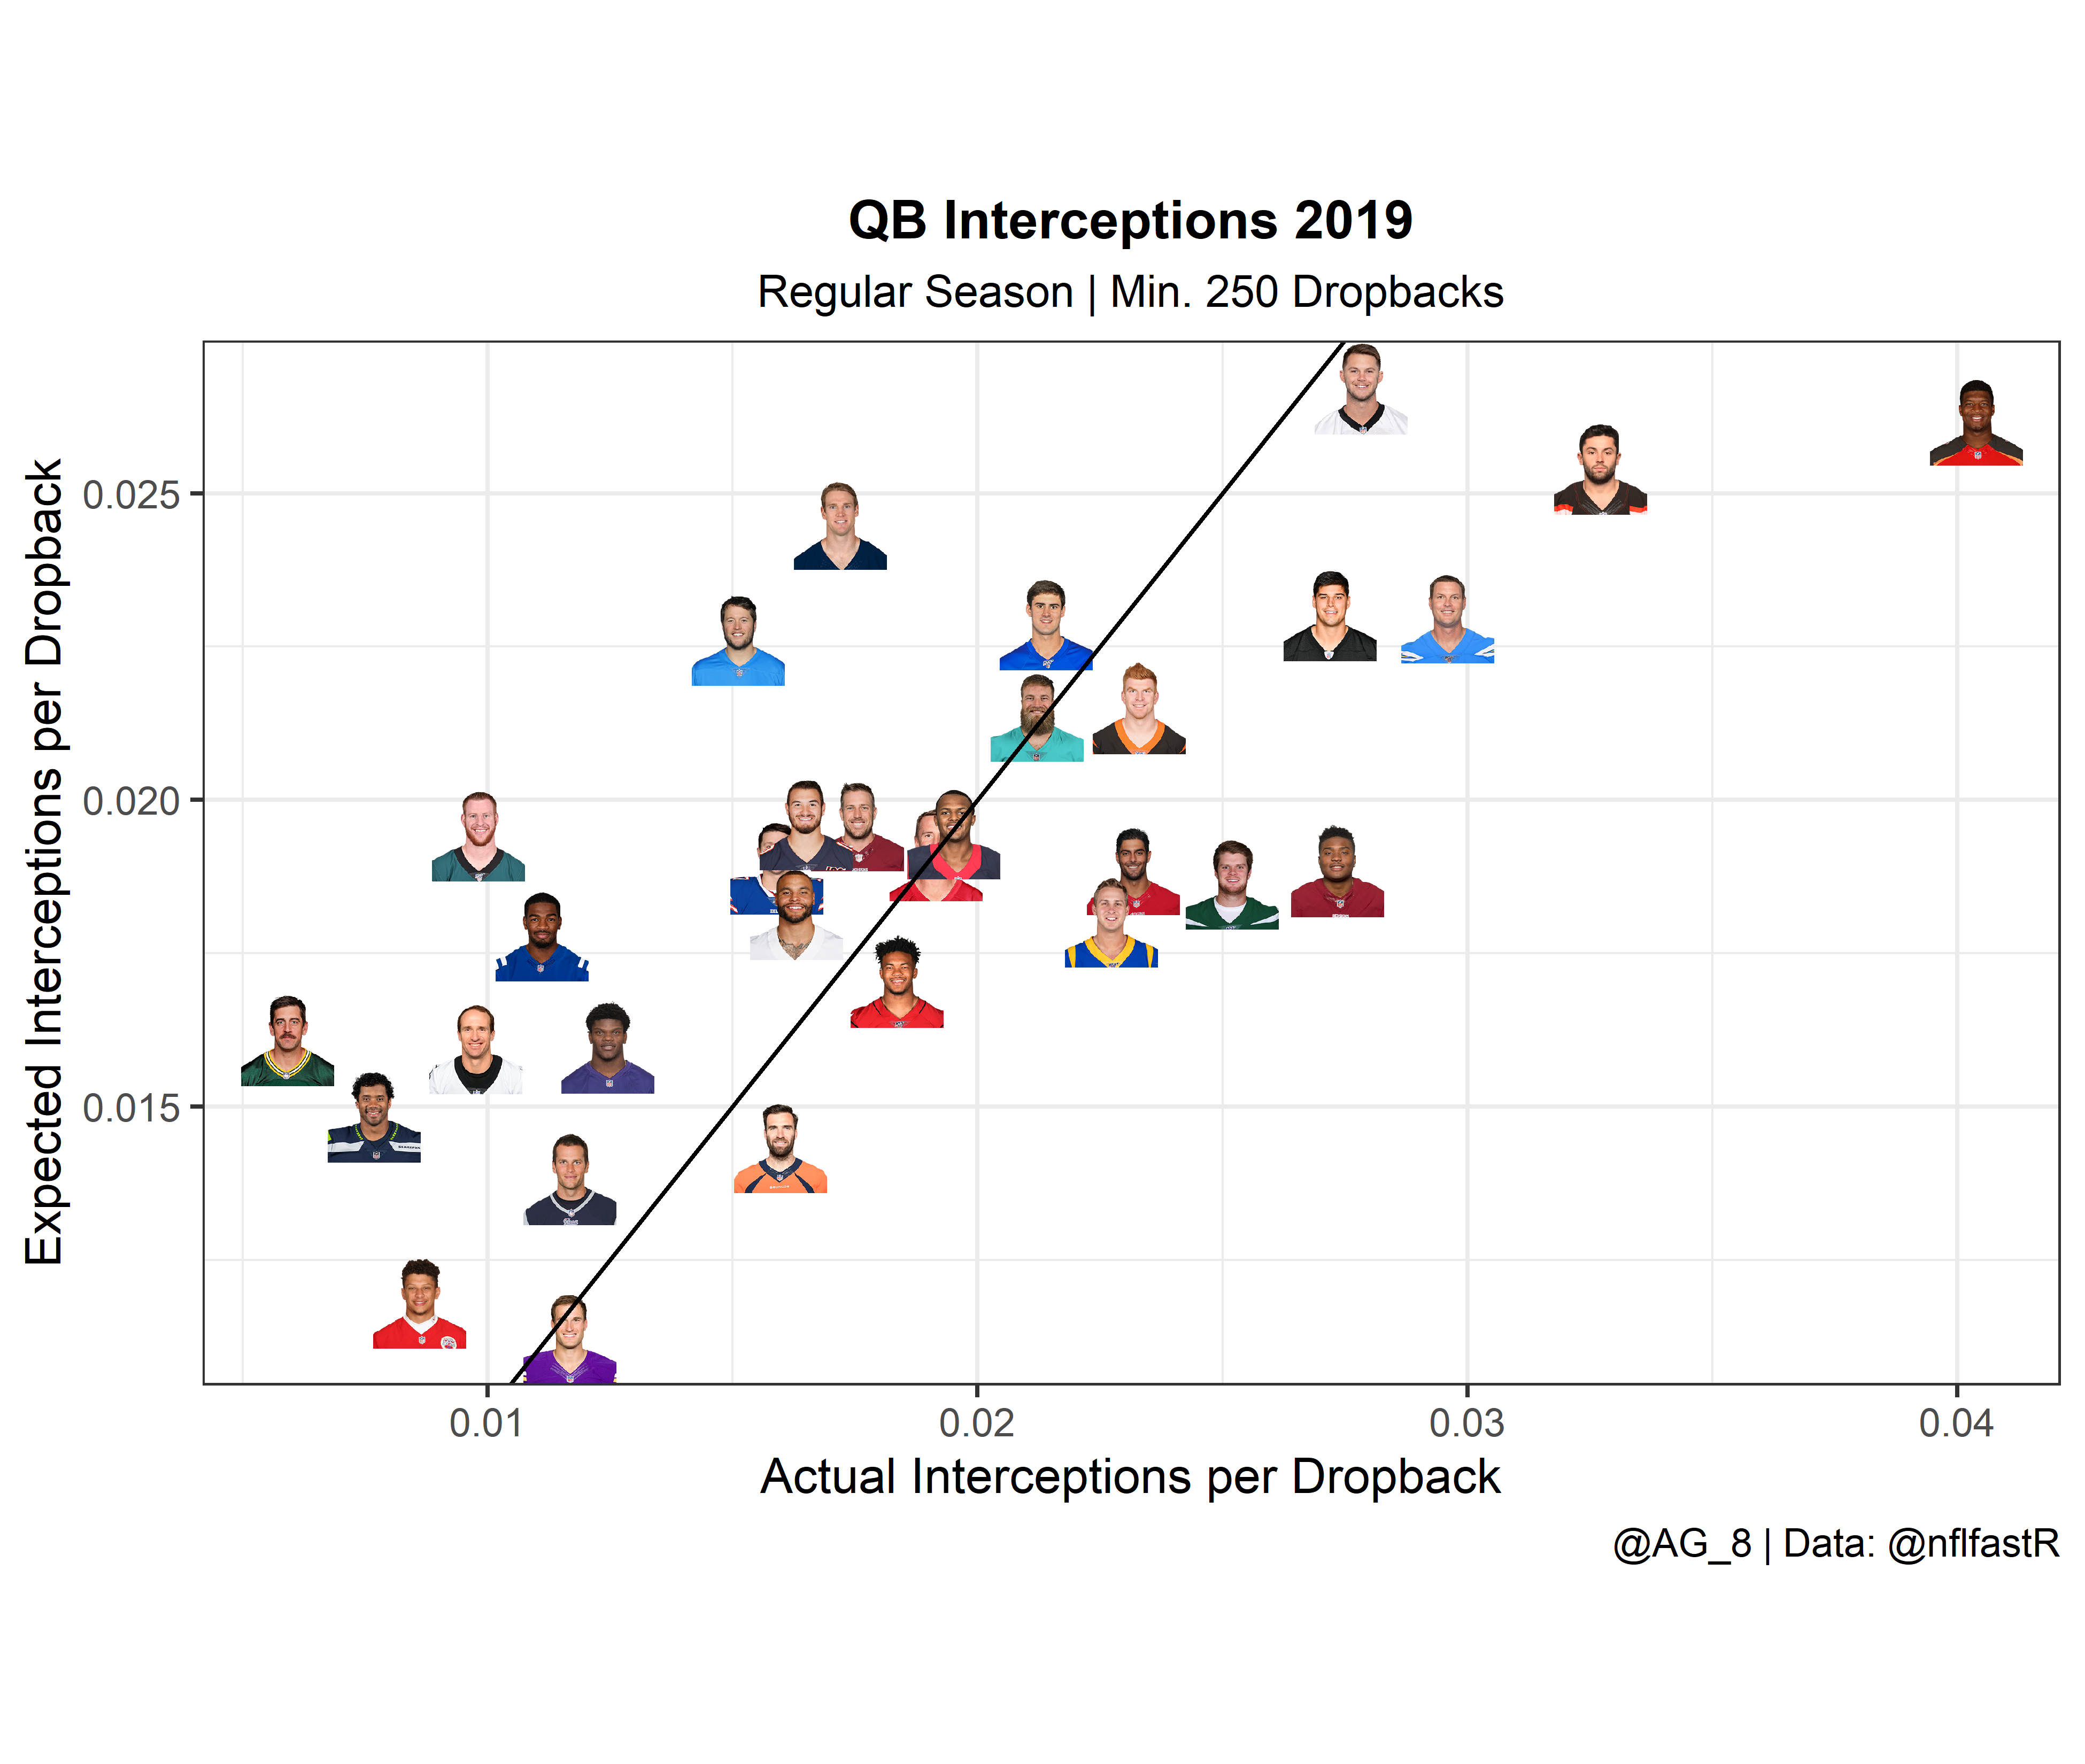 QB Interceptions 2019
Regular Season | Min. 250 Dropbacks
Expected Interceptions per Dropback
0.025
0.020
0.015
0.01
0.02
0.03
0.04
Actual Interceptions per Dropback
@AG_8 | Data: @nflfastR